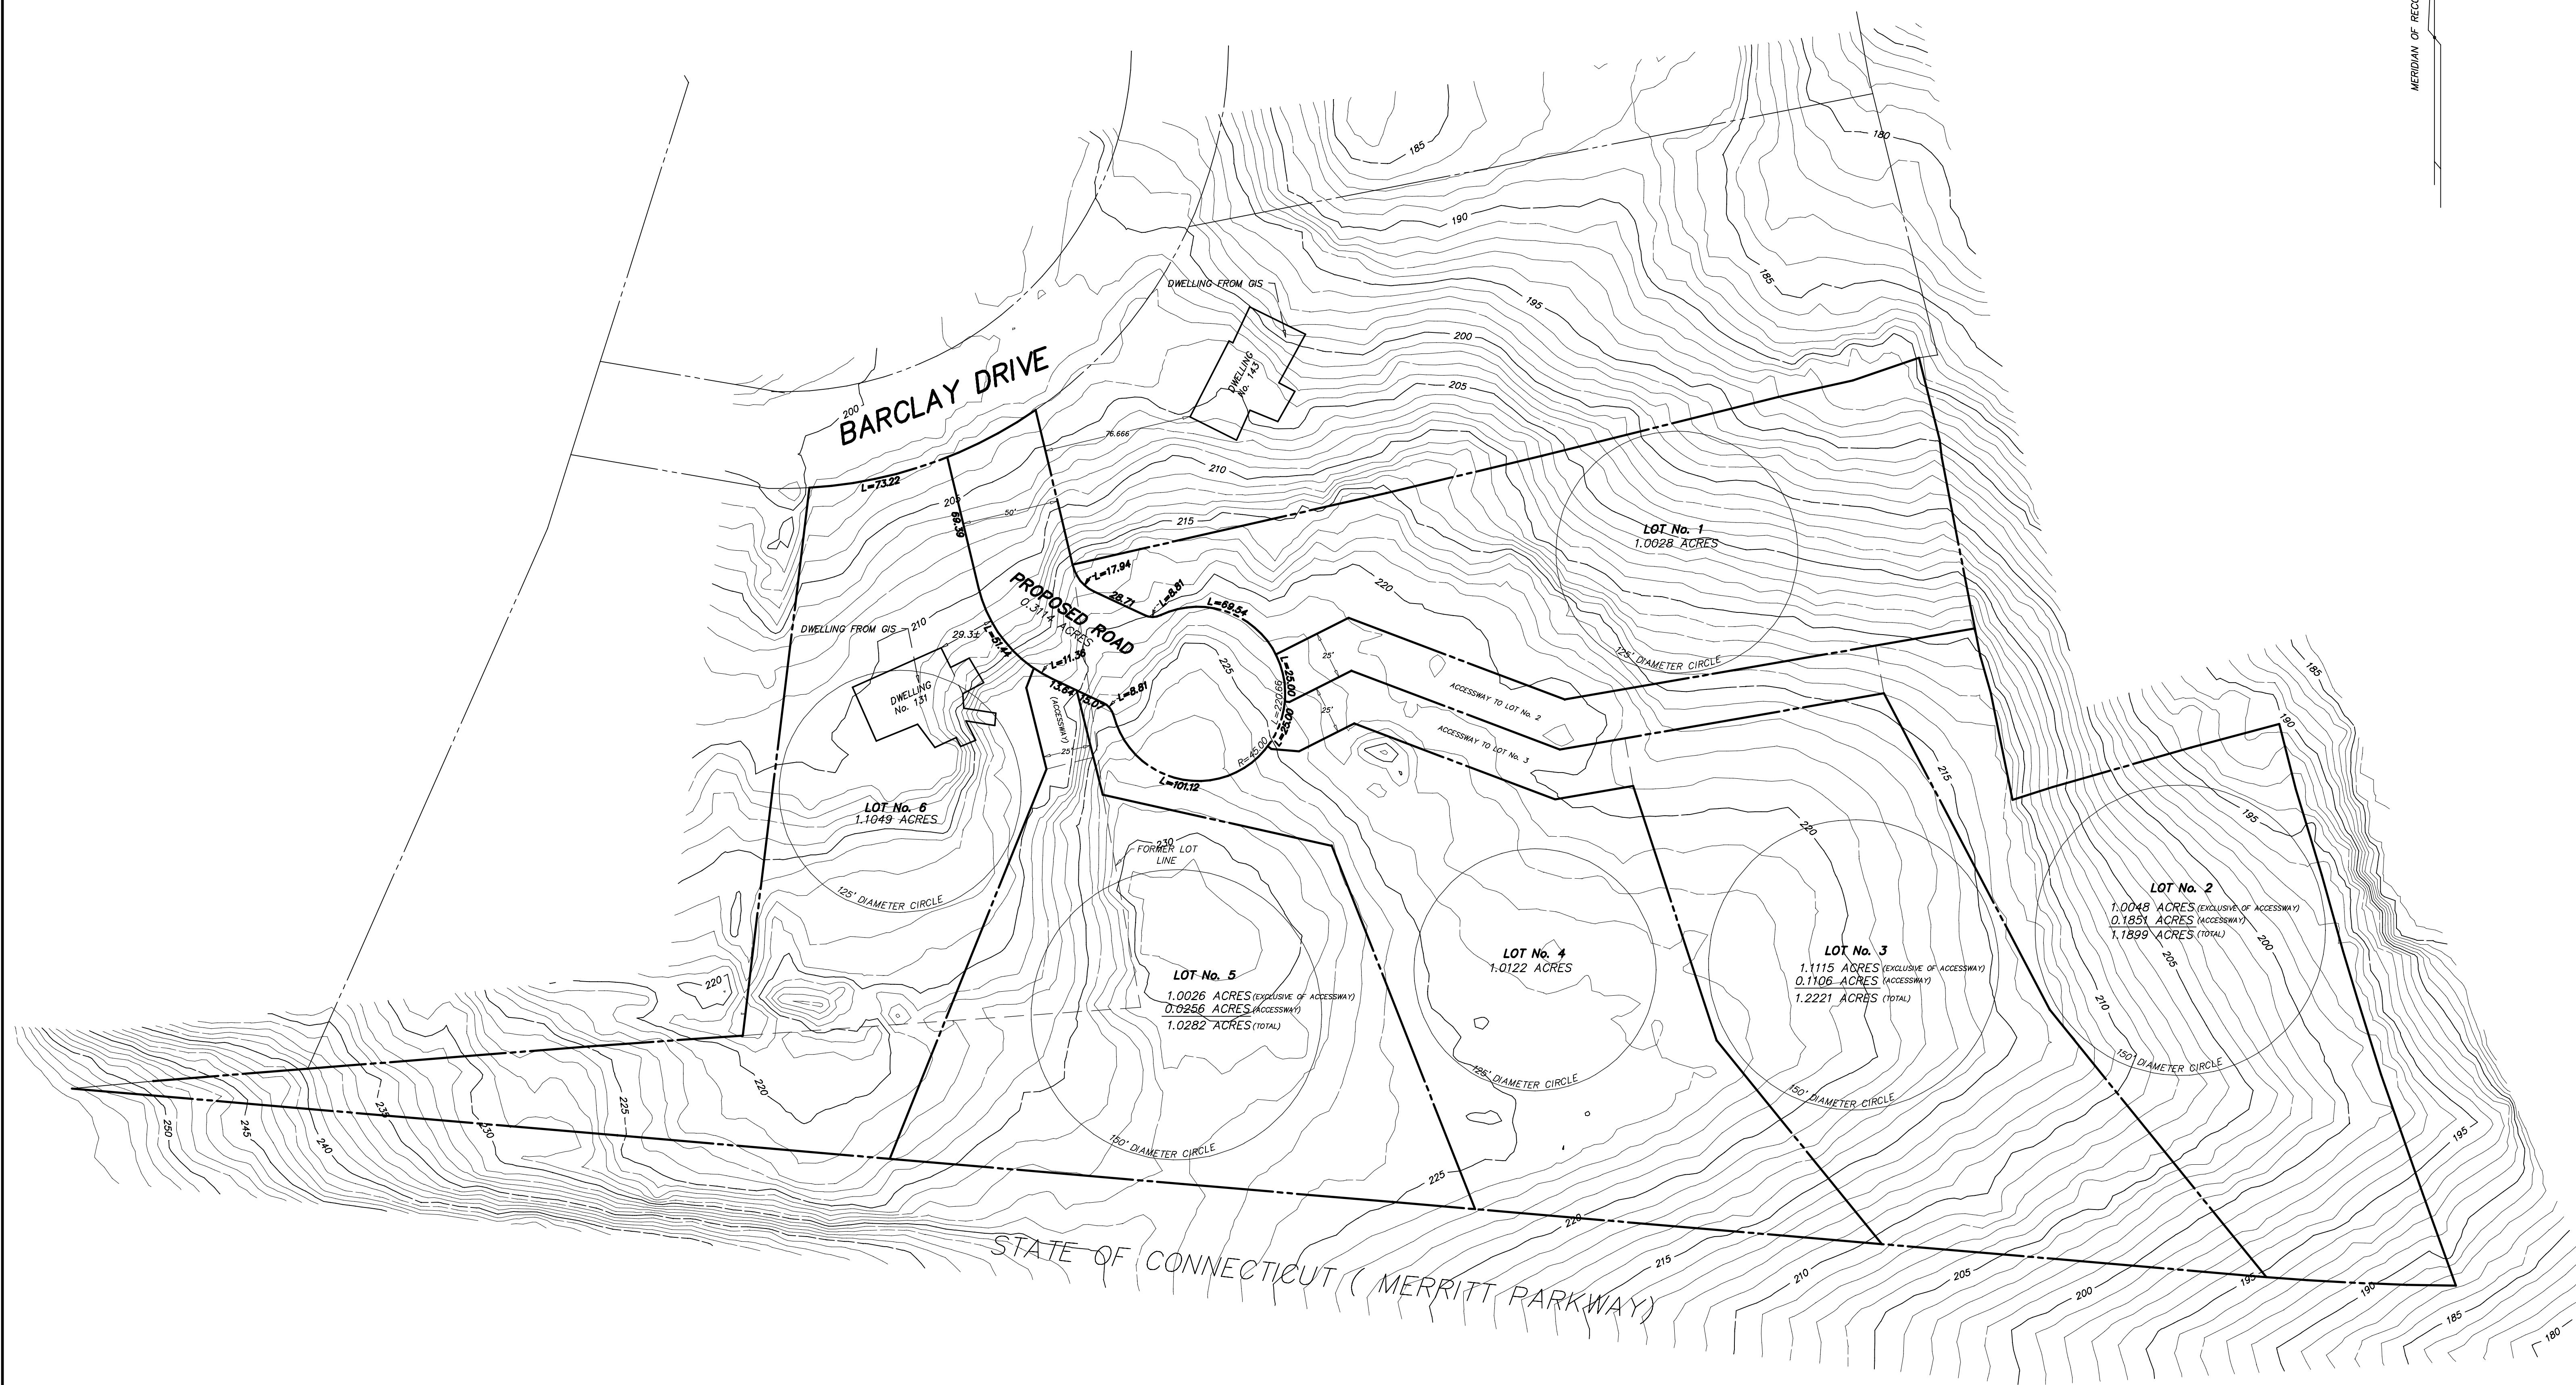 MERIDIAN OF RECO
185
180
190
185
DWELLING FROM GIS
195
200
DWELLING
No. 143
205
200
BARCLAY DRIVE
76.666
210
L=73.22
205
69.39
50'
215
LOT No. 1
1.0028 ACRES
L=17.94
28.71
L=8.81
L=69.54
220
PROPOSED ROAD
0.3114 ACRES
DWELLING FROM GIS
210
29.3±
L=51.44
L=11.36
13.64
15.07
L=8.81
225
25'
L=25.00
125' DIAMETER CIRCLE
185
DWELLING
No. 131
(ACCESSWAY)
25'
R=45.00
L=220.66
L=25.00
25'
ACCESSWAY TO LOT No. 2
ACCESSWAY TO LOT No. 3
190
215
L=101.12
LOT No. 6
1.1049 ACRES
195
220
230
FORMER LOT
LINE
125' DIAMETER CIRCLE
LOT No. 2
1.0048 ACRES (EXCLUSIVE OF ACCESSWAY)
0.1851 ACRES (ACCESSWAY)
1.1899 ACRES (TOTAL)
200
205
210
LOT No. 4
1.0122 ACRES
LOT No. 3
1.1115 ACRES (EXCLUSIVE OF ACCESSWAY)
0.1106 ACRES (ACCESSWAY)
1.2221 ACRES (TOTAL)
LOT No. 5
1.0026 ACRES (EXCLUSIVE OF ACCESSWAY)
0.0256 ACRES (ACCESSWAY)
1.0282 ACRES (TOTAL)
220
150' DIAMETER CIRCLE
125' DIAMETER CIRCLE
150' DIAMETER CIRCLE
150' DIAMETER CIRCLE
250
245
240
235
230
225
220
195
225
220
215
210
205
200
195
190
185
180
STATE OF CONNECTICUT ( MERRITT PARKWAY)